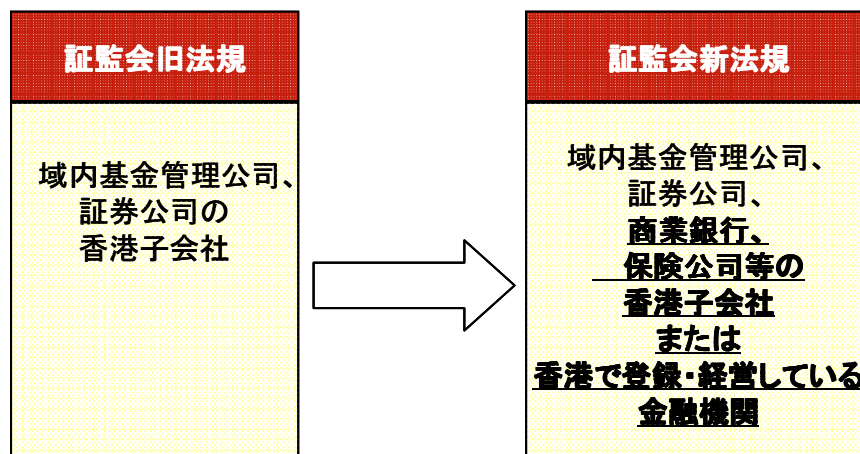 証監会旧法規
域内基金管理公司、
証券公司の
香港子会社
証監会新法規
域内基金管理公司、
証券公司、
商業銀行、
保険公司等の
香港子会社
または
香港で登録・経営している
金融機関